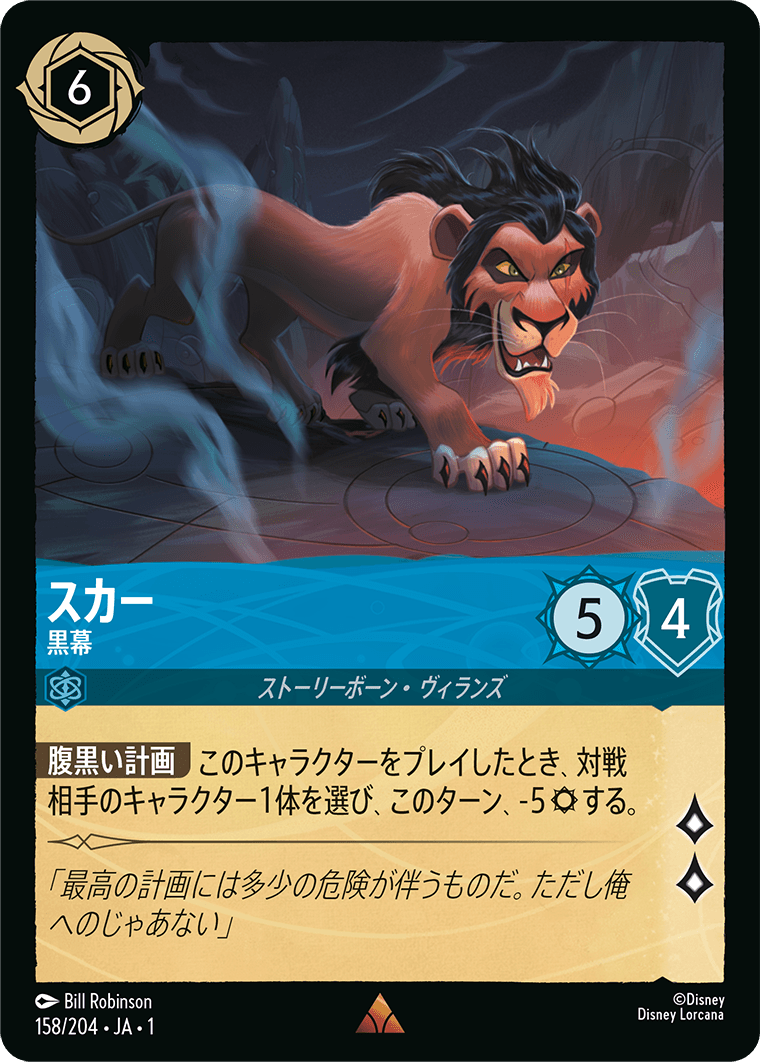 6
スカー
黒幕
5
4
ストーリーボーン・ヴィランズ
腹黒い計画 このキャラクターをプレイしたとき、対戦
相手のキャラクター1体を選び、このターン、-5 する。
「最高の計画には多少の危険が伴うものだ。ただし俺
へのじゃあない」
Bill Robinson
158/204・JA・1
©Disney
Disney Lorcana